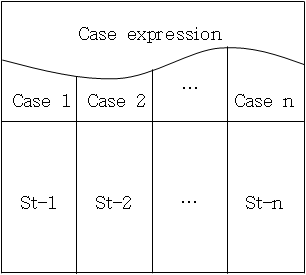 Case expression
Case 1 Case 2 … Case n
St-1 St-2 … St-n